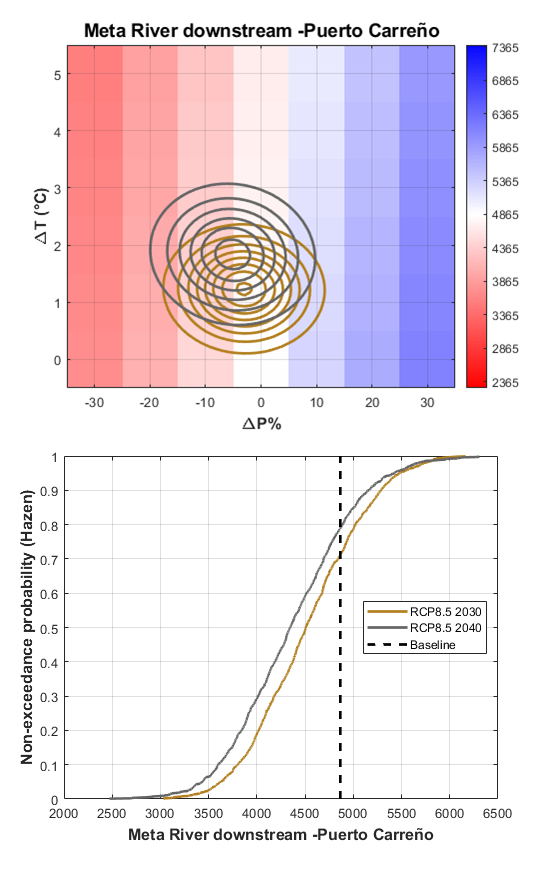 Meta River downstream -Puerto Carreño
5
4
3
2
1
0
ΔT (°C)
-30 -20 -10 0 10 20 30
ΔP%
7365
6865
6365
5865
5365
4865
4365
3865
3365
2865
2365
1
0.9
0.8
0.7
0.6
0.5
0.4
0.3
0.2
0.1
0
Non-exceedance probability (Hazen)
RCP8.5 2030
RCP8.5 2040
Baseline
2000 2500 3000 3500 4000 4500 5000 5500 6000 6500
Meta River downstream -Puerto Carreño